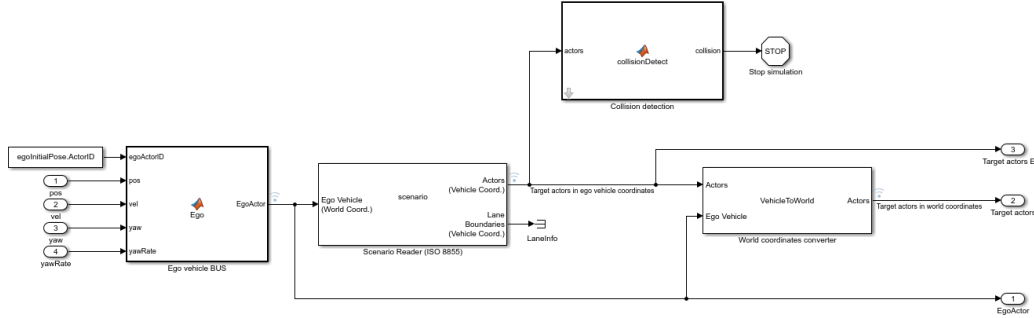 actors
collisionDetect
collision
STOP
Stop simulation
Collision detection
egoInitialPose.ActorID
egoActorID
1
pos
pos
2
vel
vel
3
yaw
yaw
4
yawRate
yawRate
Ego
EgoActor
Ego vehicle BUS
Ego Vehicle
(World Coord.)
scenario
Actors
(Vehicle Coord.)
Lane
Boundaries
(Vehicle Coord.)
Scenario Reader (ISO 8855)
LaneInfo
Target actors in ego vehicle coordinates
Actors
Ego Vehicle
VehicleToWorld
Actors
World coordinates converter
Target actors in world coordinates
3
Target actors E
2
Target actors
1
EgoActor